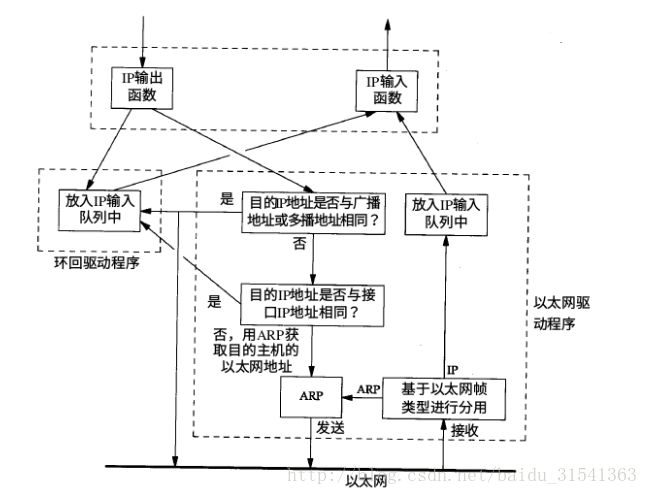 IP输出
函数
IP输入
函数
放入IP输入
队列中
环回驱动程序
是
目的IP地址是否与广播
地址或多播地址相同？
放入IP输入
队列中
否
是
目的IP地址是否与接
口IP地址相同？
以太网驱
动程序
否，用ARP获
取目的主机的
以太网地址
IP
ARP
ARP
基于以太网帧
类型进行分用
发送
接收
以太网
http://blog.csdn.net/baidu_31541363